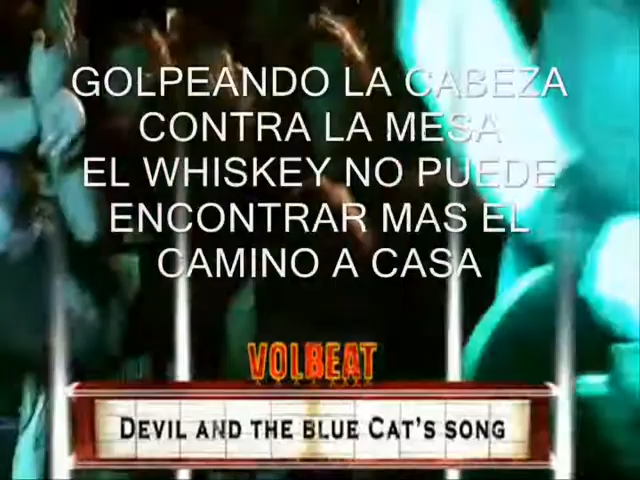 GOLPEANDO LA CABEZA
CONTRA LA MESA
EL WHISKEY NO PUEDE
ENCONTRAR MAS EL
CAMINO A CASA
VOLBEAT
DEVIL AND THE BLUE CAT'S SONG